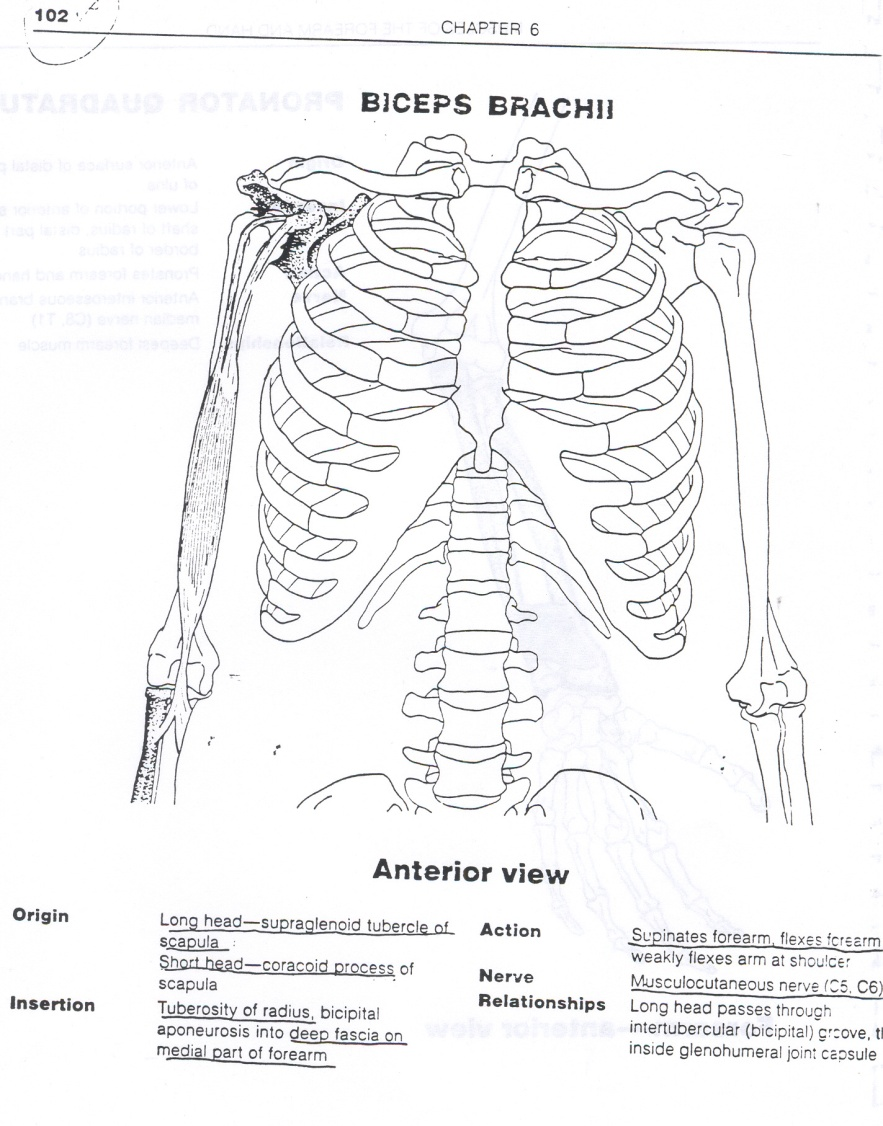 102
CHAPTER 6
BICEPS BRACHII
Anterior view
Origin
Long head—supraglenoid tubercle of
scapula
Short head—coracoid process of
scapula
Insertion
Tuberosity of radius, bicipital
aponeurosis into deep fascia on
medial part of forearm
Action
Supinates forearm, flexes forearm
weakly flexes arm at shoulder
Nerve
Musculocutaneous nerve (C5, C6)
Relationships
Long head passes through
intertubercular (bicipital) groove,
inside glenohumeral joint capsule